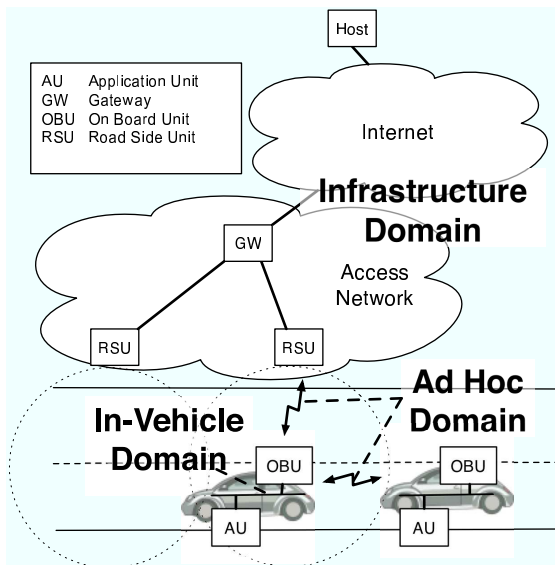 Host
AU Application Unit
GW Gateway
OBU On Board Unit
RSU Road Side Unit
Internet
Infrastructure
Domain
GW
Access
Network
RSU
RSU
Ad Hoc
Domain
In-Vehicle
Domain
OBU
OBU
AU
AU